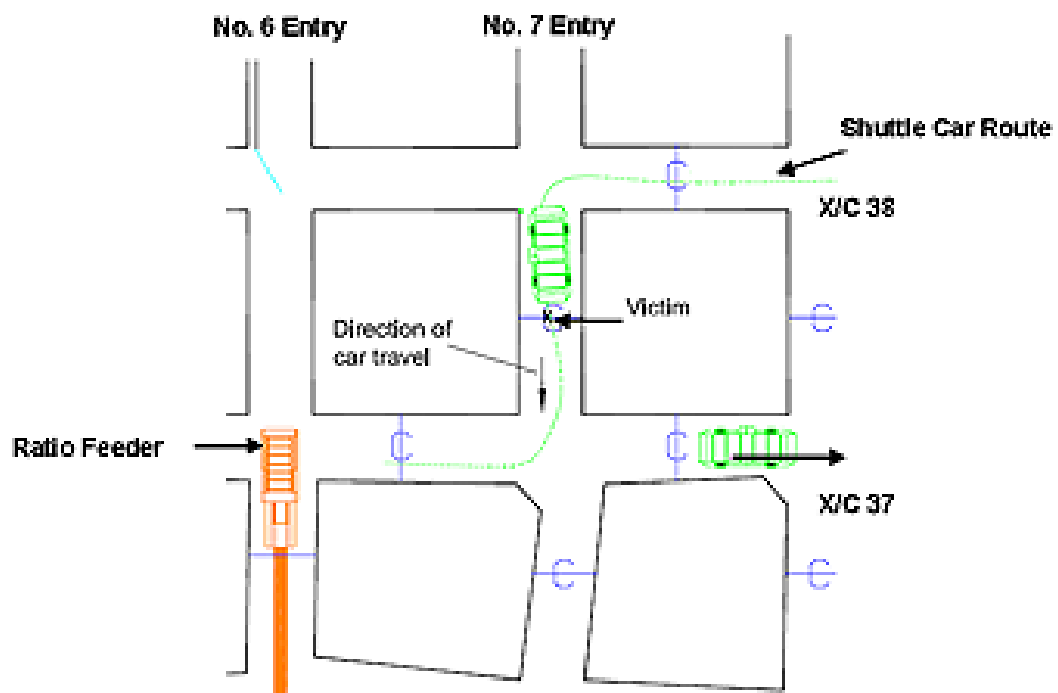 No. 6 Entry
No. 7 Entry
Shuttle Car Route
C
X/C 38
Victim
C
C
Direction of
car travel
Ratio Feeder
C
C
X/C 37
C
C